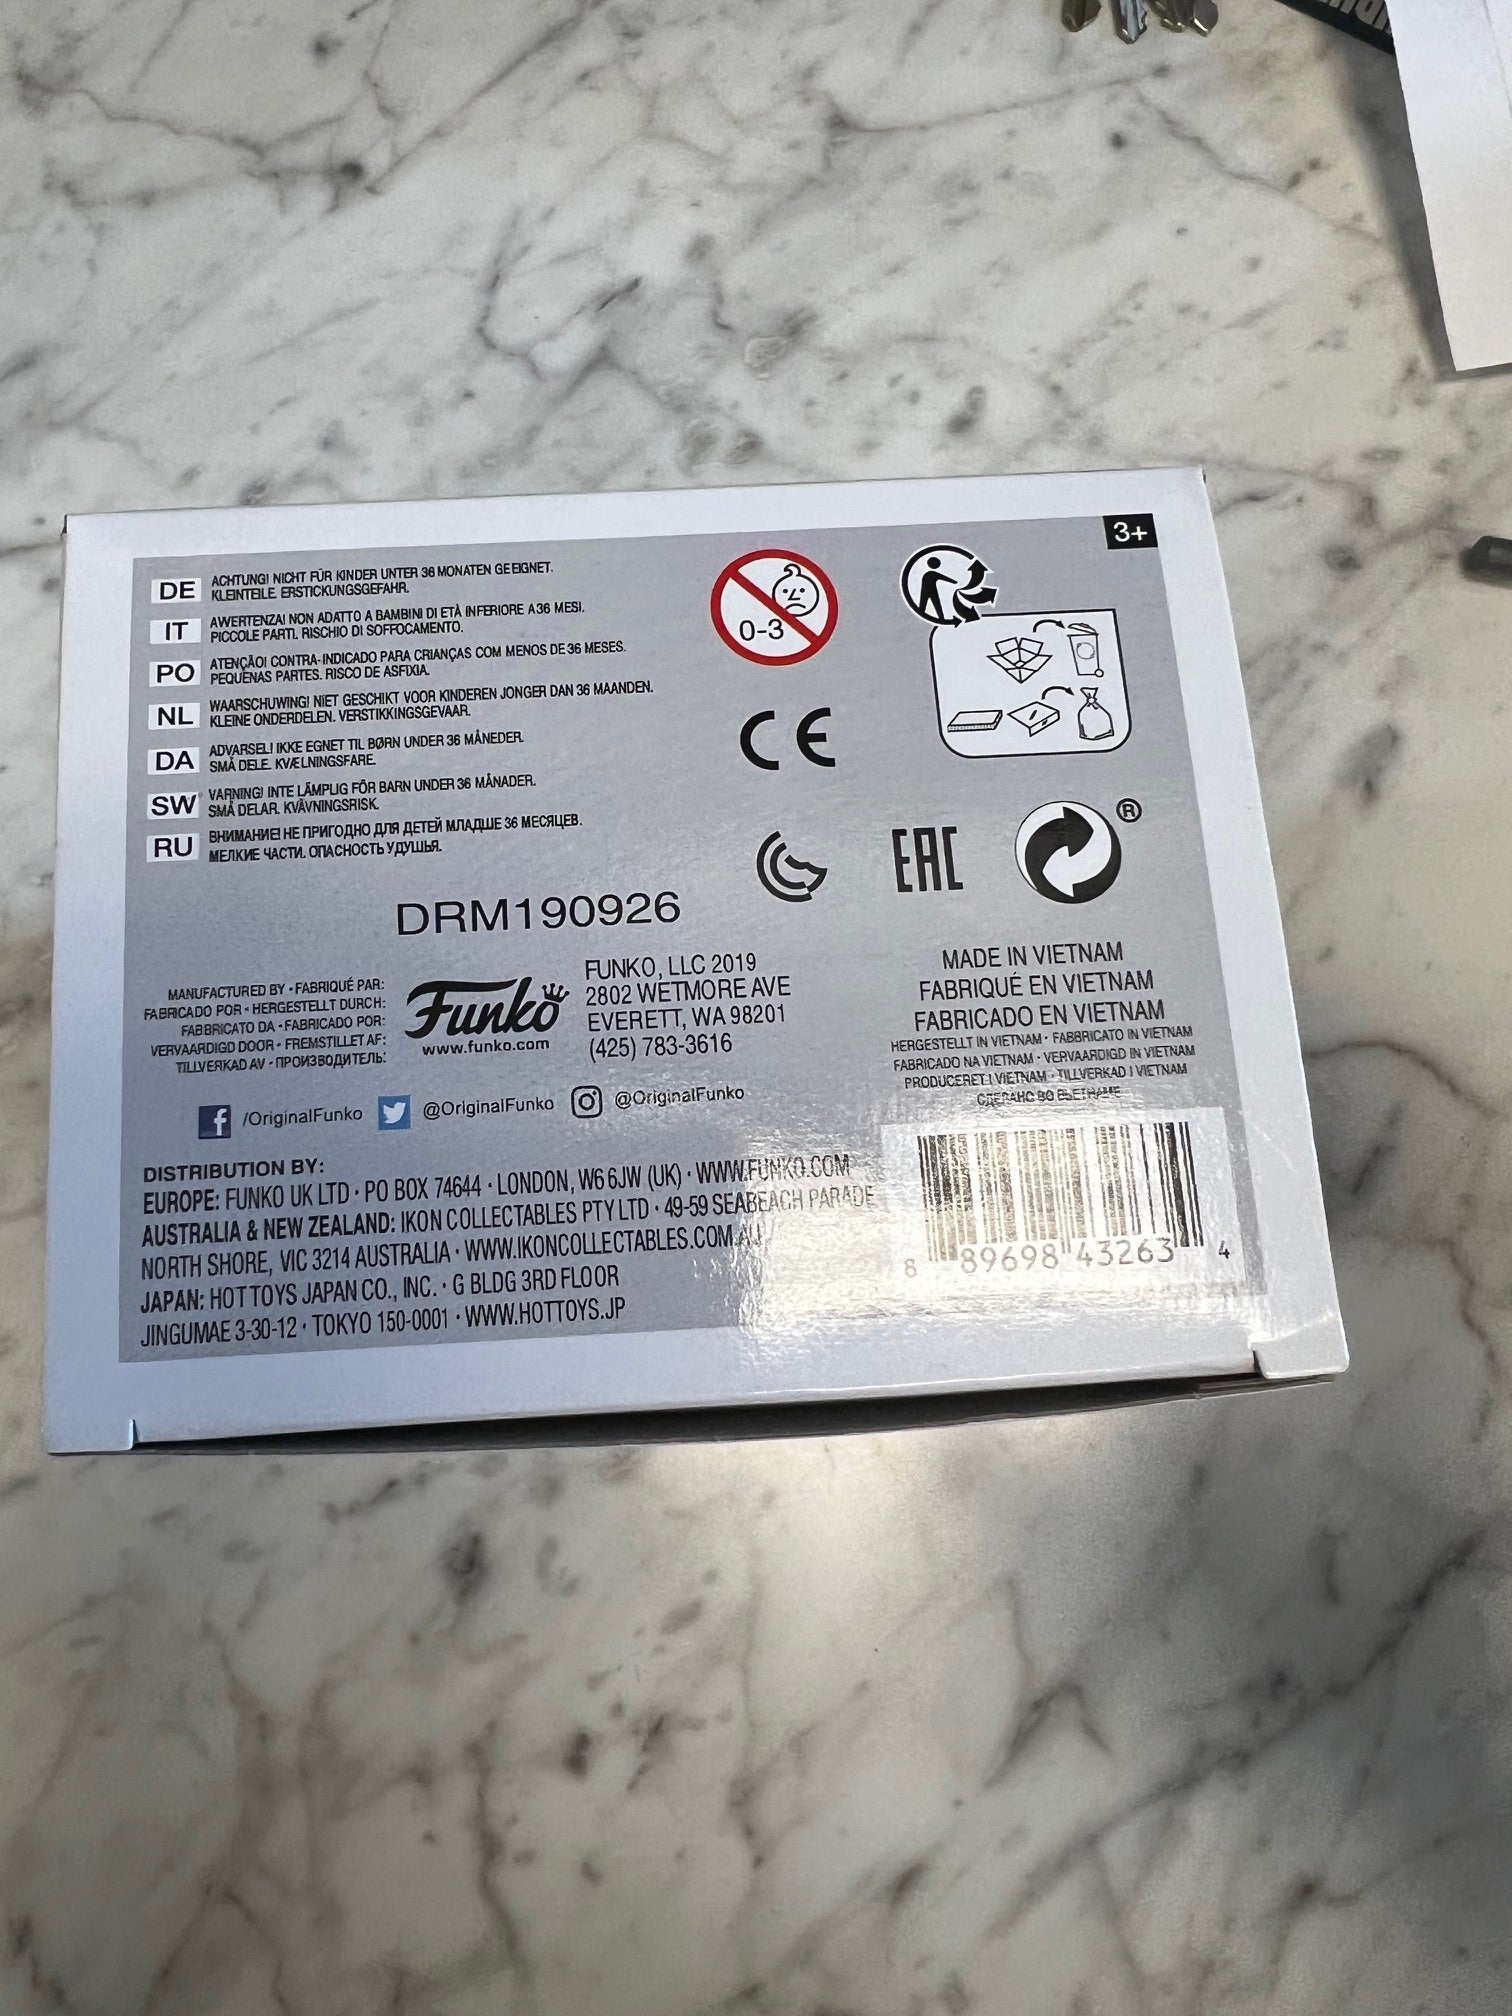 3+
DE ACHTUNG! NICHT FÜR KINDER UNTER 36 MONATEN GEEIGNET.
KLEINTEILE. ERSTICKUNGSGEFAHR.
IT AWERTENZA! NON ADATTO A BAMBINI DI ETÀ INFERIORE A 36 MESI.
PICCOLE PARTI. RISCHIO DI SOFFOCAMENTO.
PO ATENÇÃO! CONTRA-INDICADO PARA CRIANÇAS COM MENOS DE 36 MESES.
PEQUENAS PARTES. RISCO DE ASFIXIA.
NL WAARSCHUWING! NIET GESCHIKT VOOR KINDEREN JONGER DAN 36 MAANDEN.
KLEINE ONDERDELEN. VERSTIKKINGSGEVAAR.
DA ADVARSEL! IKKE EGNET TIL BØRN UNDER 36 MÅNEDER.
SMÅ DELE. KVÆLNINGSFARE.
SW VARNING! INTE LÄMPLIG FÖR BARN UNDER 36 MÅNADER.
SMÅ DELAR. KVÄVNINGSRISK.
RU ВНИМАНИЕ! НЕ ПРИГОДНО ДЛЯ ДЕТЕЙ МЛАДШЕ 36 МЕСЯЦЕВ.
МЕЛКИЕ ЧАСТИ. ОПАСНОСТЬ УДУШЬЯ.
0-3
CE
EAC
®
DRM190926
MANUFACTURED BY • FABRIQUÉ PAR:
FABRICADO POR • HERGESTELLT DURCH:
FABBRICATO DA • FABRICADO POR:
VERVAARDIGD DOOR • FREMSTILLET AF:
TILLVERKAD AV • ПРОИЗВОДИТЕЛЬ:
Funko
www.funko.com
FUNKO, LLC 2019
2802 WETMORE AVE
EVERETT, WA 98201
(425) 783-3616
MADE IN VIETNAM
FABRIQUÉ EN VIETNAM
FABRICADO EN VIETNAM
HERGESTELLT IN VIETNAM • FABBRICATO IN VIETNAM
FABRICADO NA VIETNAM • VERVAARDIGD IN VIETNAM
PRODUCERET I VIETNAM • TILLVERKAD I VIETNAM
СДЕЛАНО ВО ВЬЕТНАМЕ
f /OriginalFunko @OriginalFunko @OriginalFunko
DISTRIBUTION BY:
EUROPE: FUNKO UK LTD • PO BOX 74644 • LONDON, W6 6JW (UK) • WWW.FUNKO.COM
AUSTRALIA & NEW ZEALAND: IKON COLLECTABLES PTY LTD • 49-59 SEABEACH PARADE
NORTH SHORE, VIC 3214 AUSTRALIA • WWW.IKONCOLLECTABLES.COM.AU
JAPAN: HOT TOYS JAPAN CO., INC. • G BLDG 3RD FLOOR
JINGUMAE 3-30-12 • TOKYO 150-0001 • WWW.HOTTOYS.JP
8 89698 43263 4